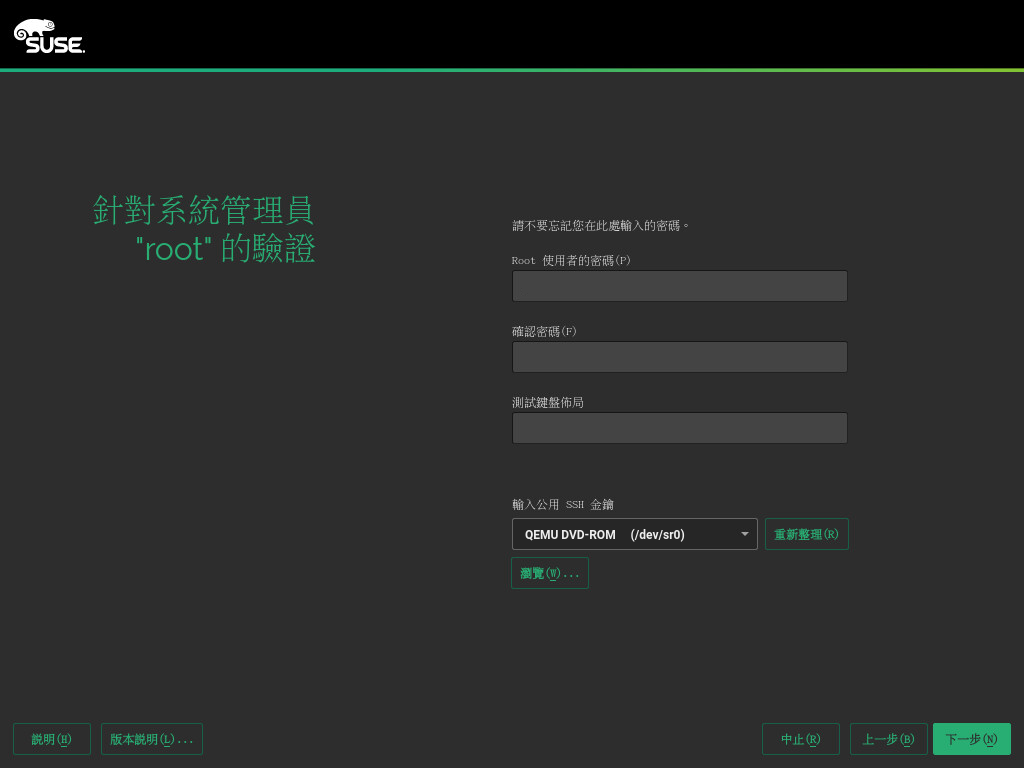 SUSE.
針對系統管理員
"root" 的驗證
請不要忘記您在此處輸入的密碼。
Root 使用者的密碼(P)
確認密碼(F)
測試鍵盤佈局
輸入公用 SSH 金鑰
QEMU DVD-ROM (/dev/sr0)
重新整理(R)
瀏覽(W)...
說明(H)
版本說明(L)...
中止(R)
上一步(B)
下一步(N)